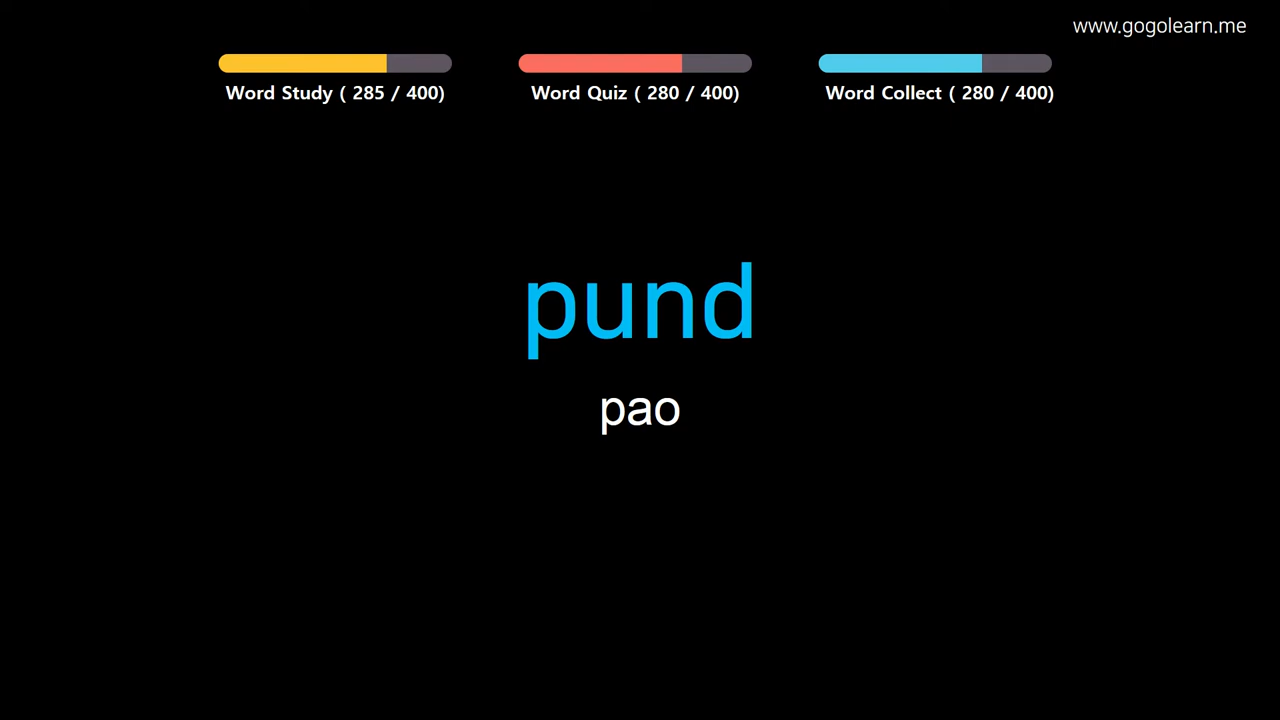 www.gogolearn.me
Word Study ( 285 / 400)
Word Quiz ( 280 / 400)
Word Collect ( 280 / 400)
pund
pao